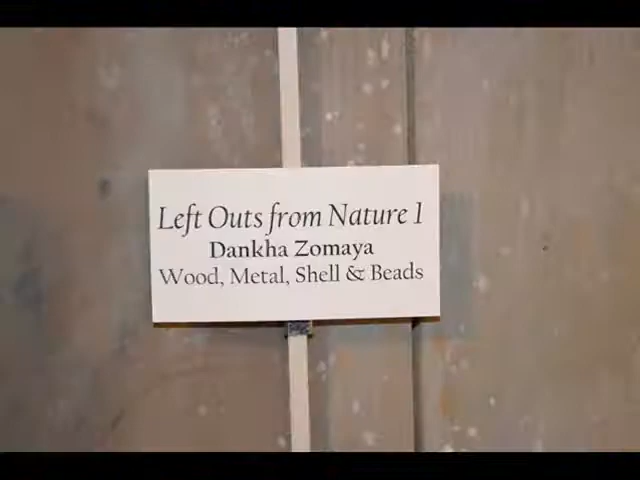 Left Outs from Nature 1
Dankha Zomaya
Wood, Metal, Shell & Beads